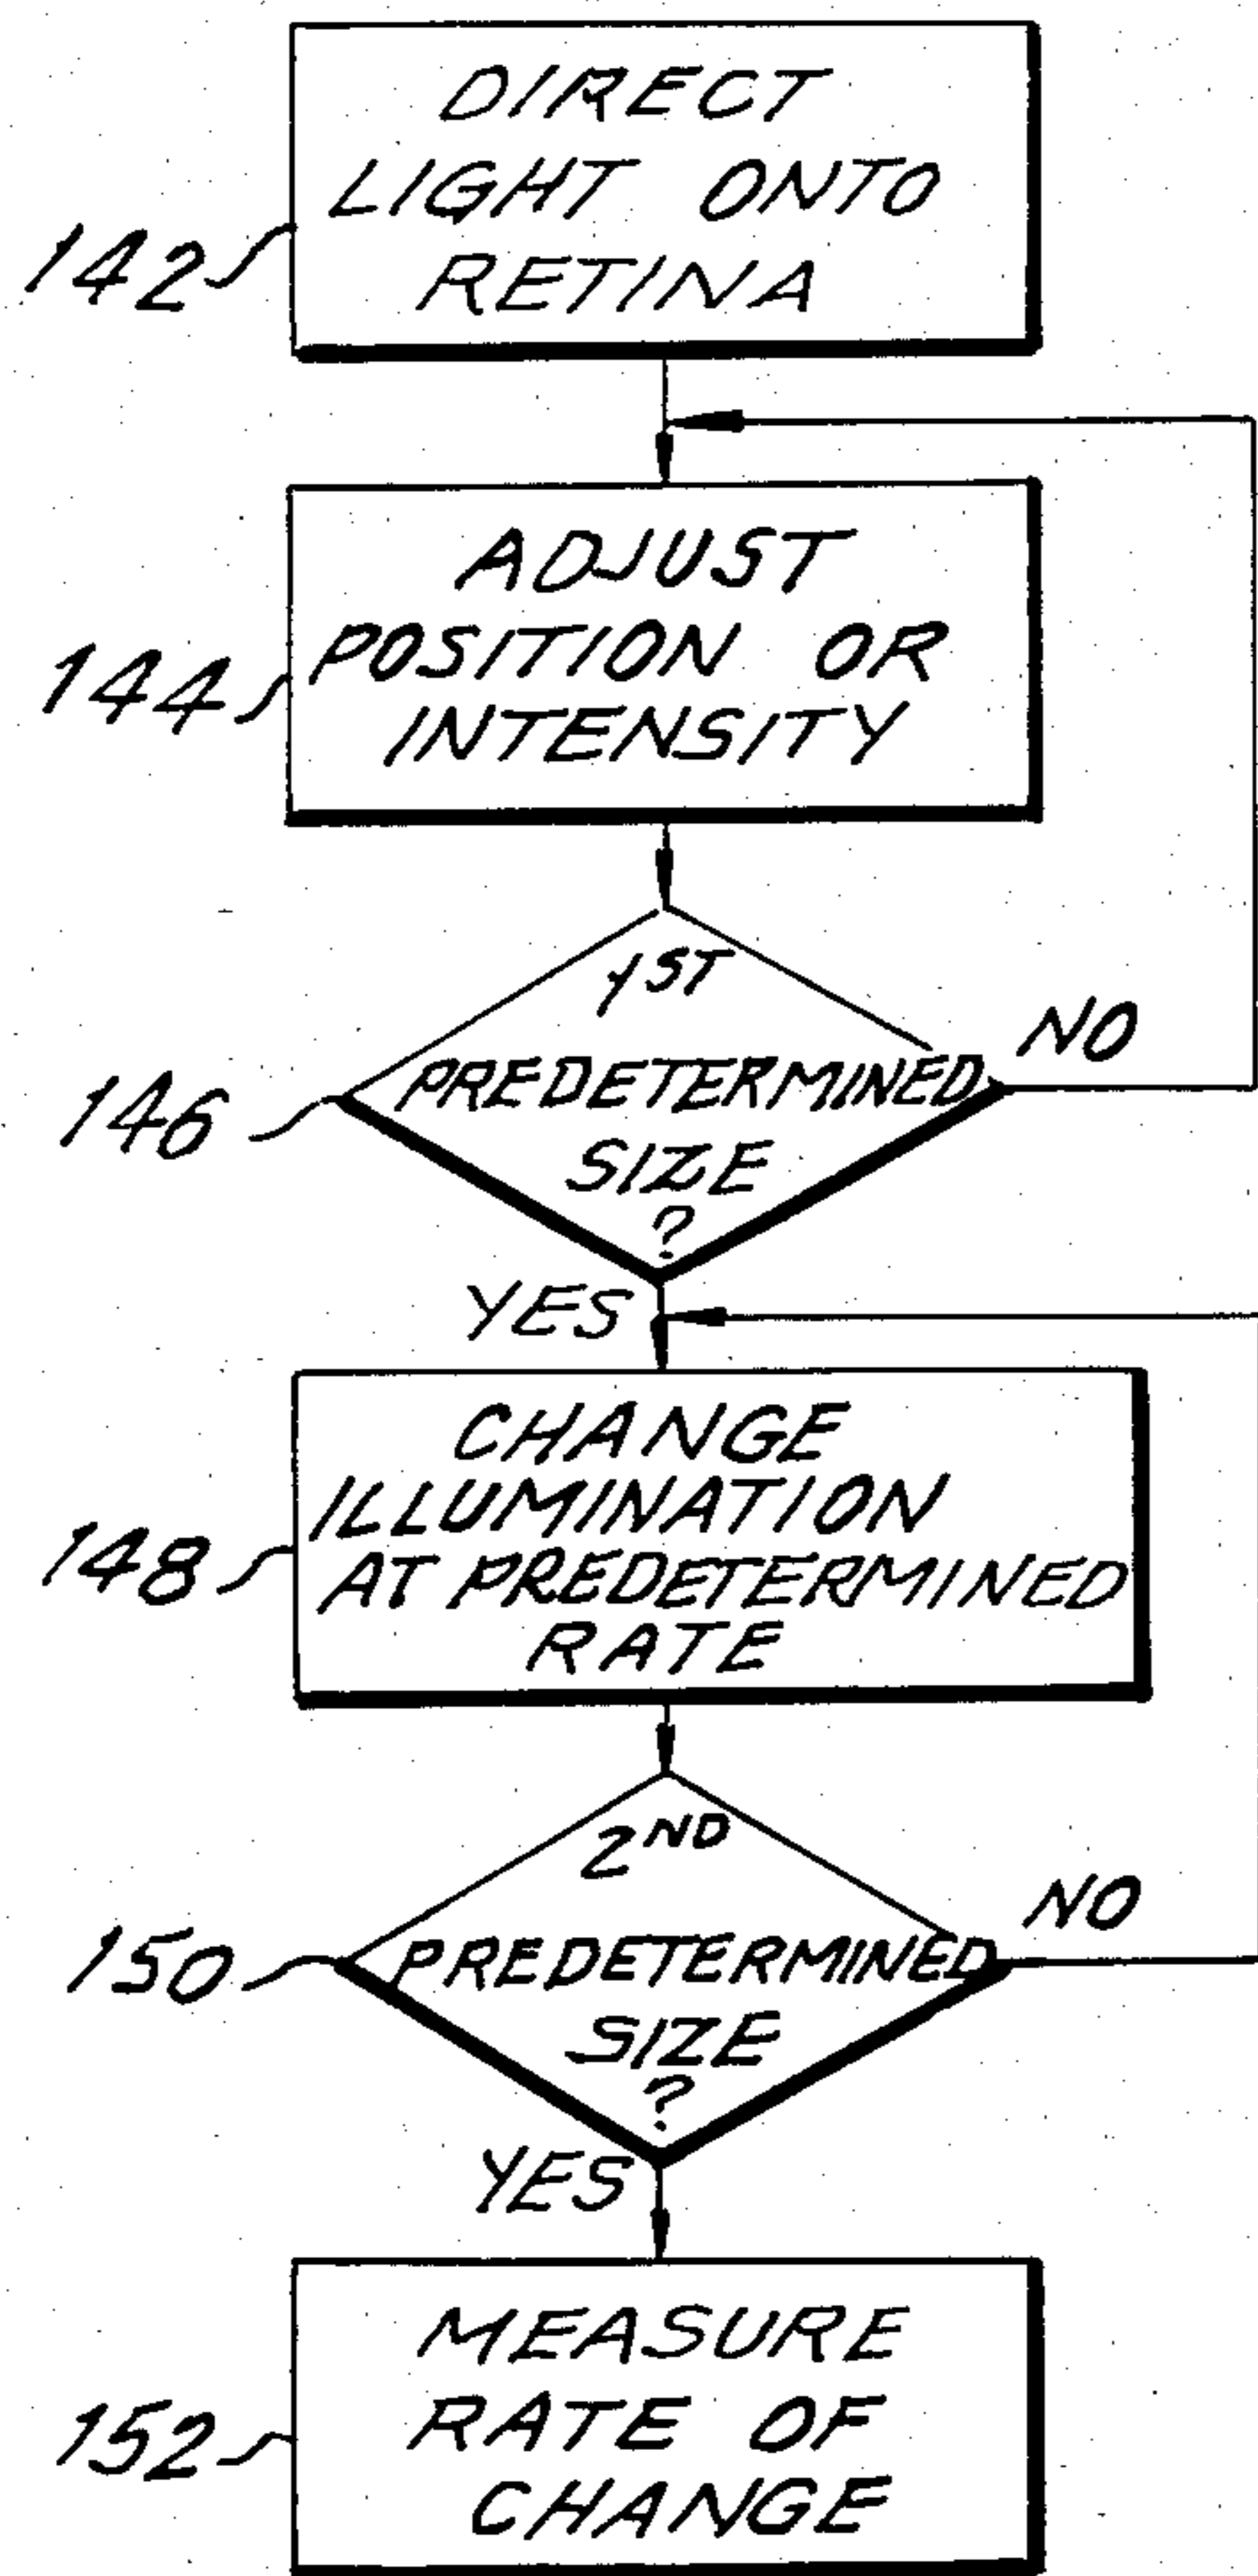 DIRECT
LIGHT ONTO
RETINA
142
ADJUST
POSITION OR
INTENSITY
144
1ST
PREDETERMINED
SIZE
?
146
NO
YES
CHANGE
ILLUMINATION
AT PREDETERMINED
RATE
148
2ND
PREDETERMINED
SIZE
?
150
NO
YES
MEASURE
RATE OF
CHANGE
152